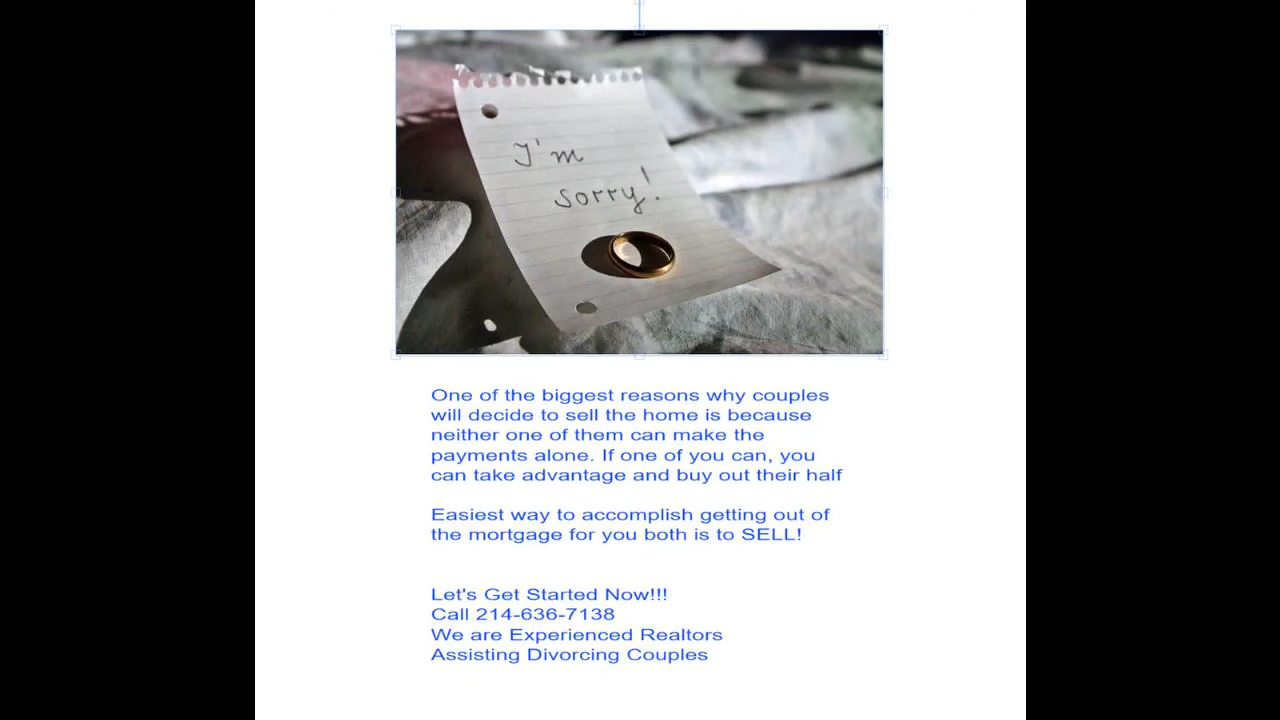 I'm
sorry!
One of the biggest reasons why couples
will decide to sell the home is because
neither one of them can make the
payments alone. If one of you can, you
can take advantage and buy out their half
Easiest way to accomplish getting out of
the mortgage for you both is to SELL!
Let's Get Started Now!!!
Call 214-636-7138
We are Experienced Realtors
Assisting Divorcing Couples